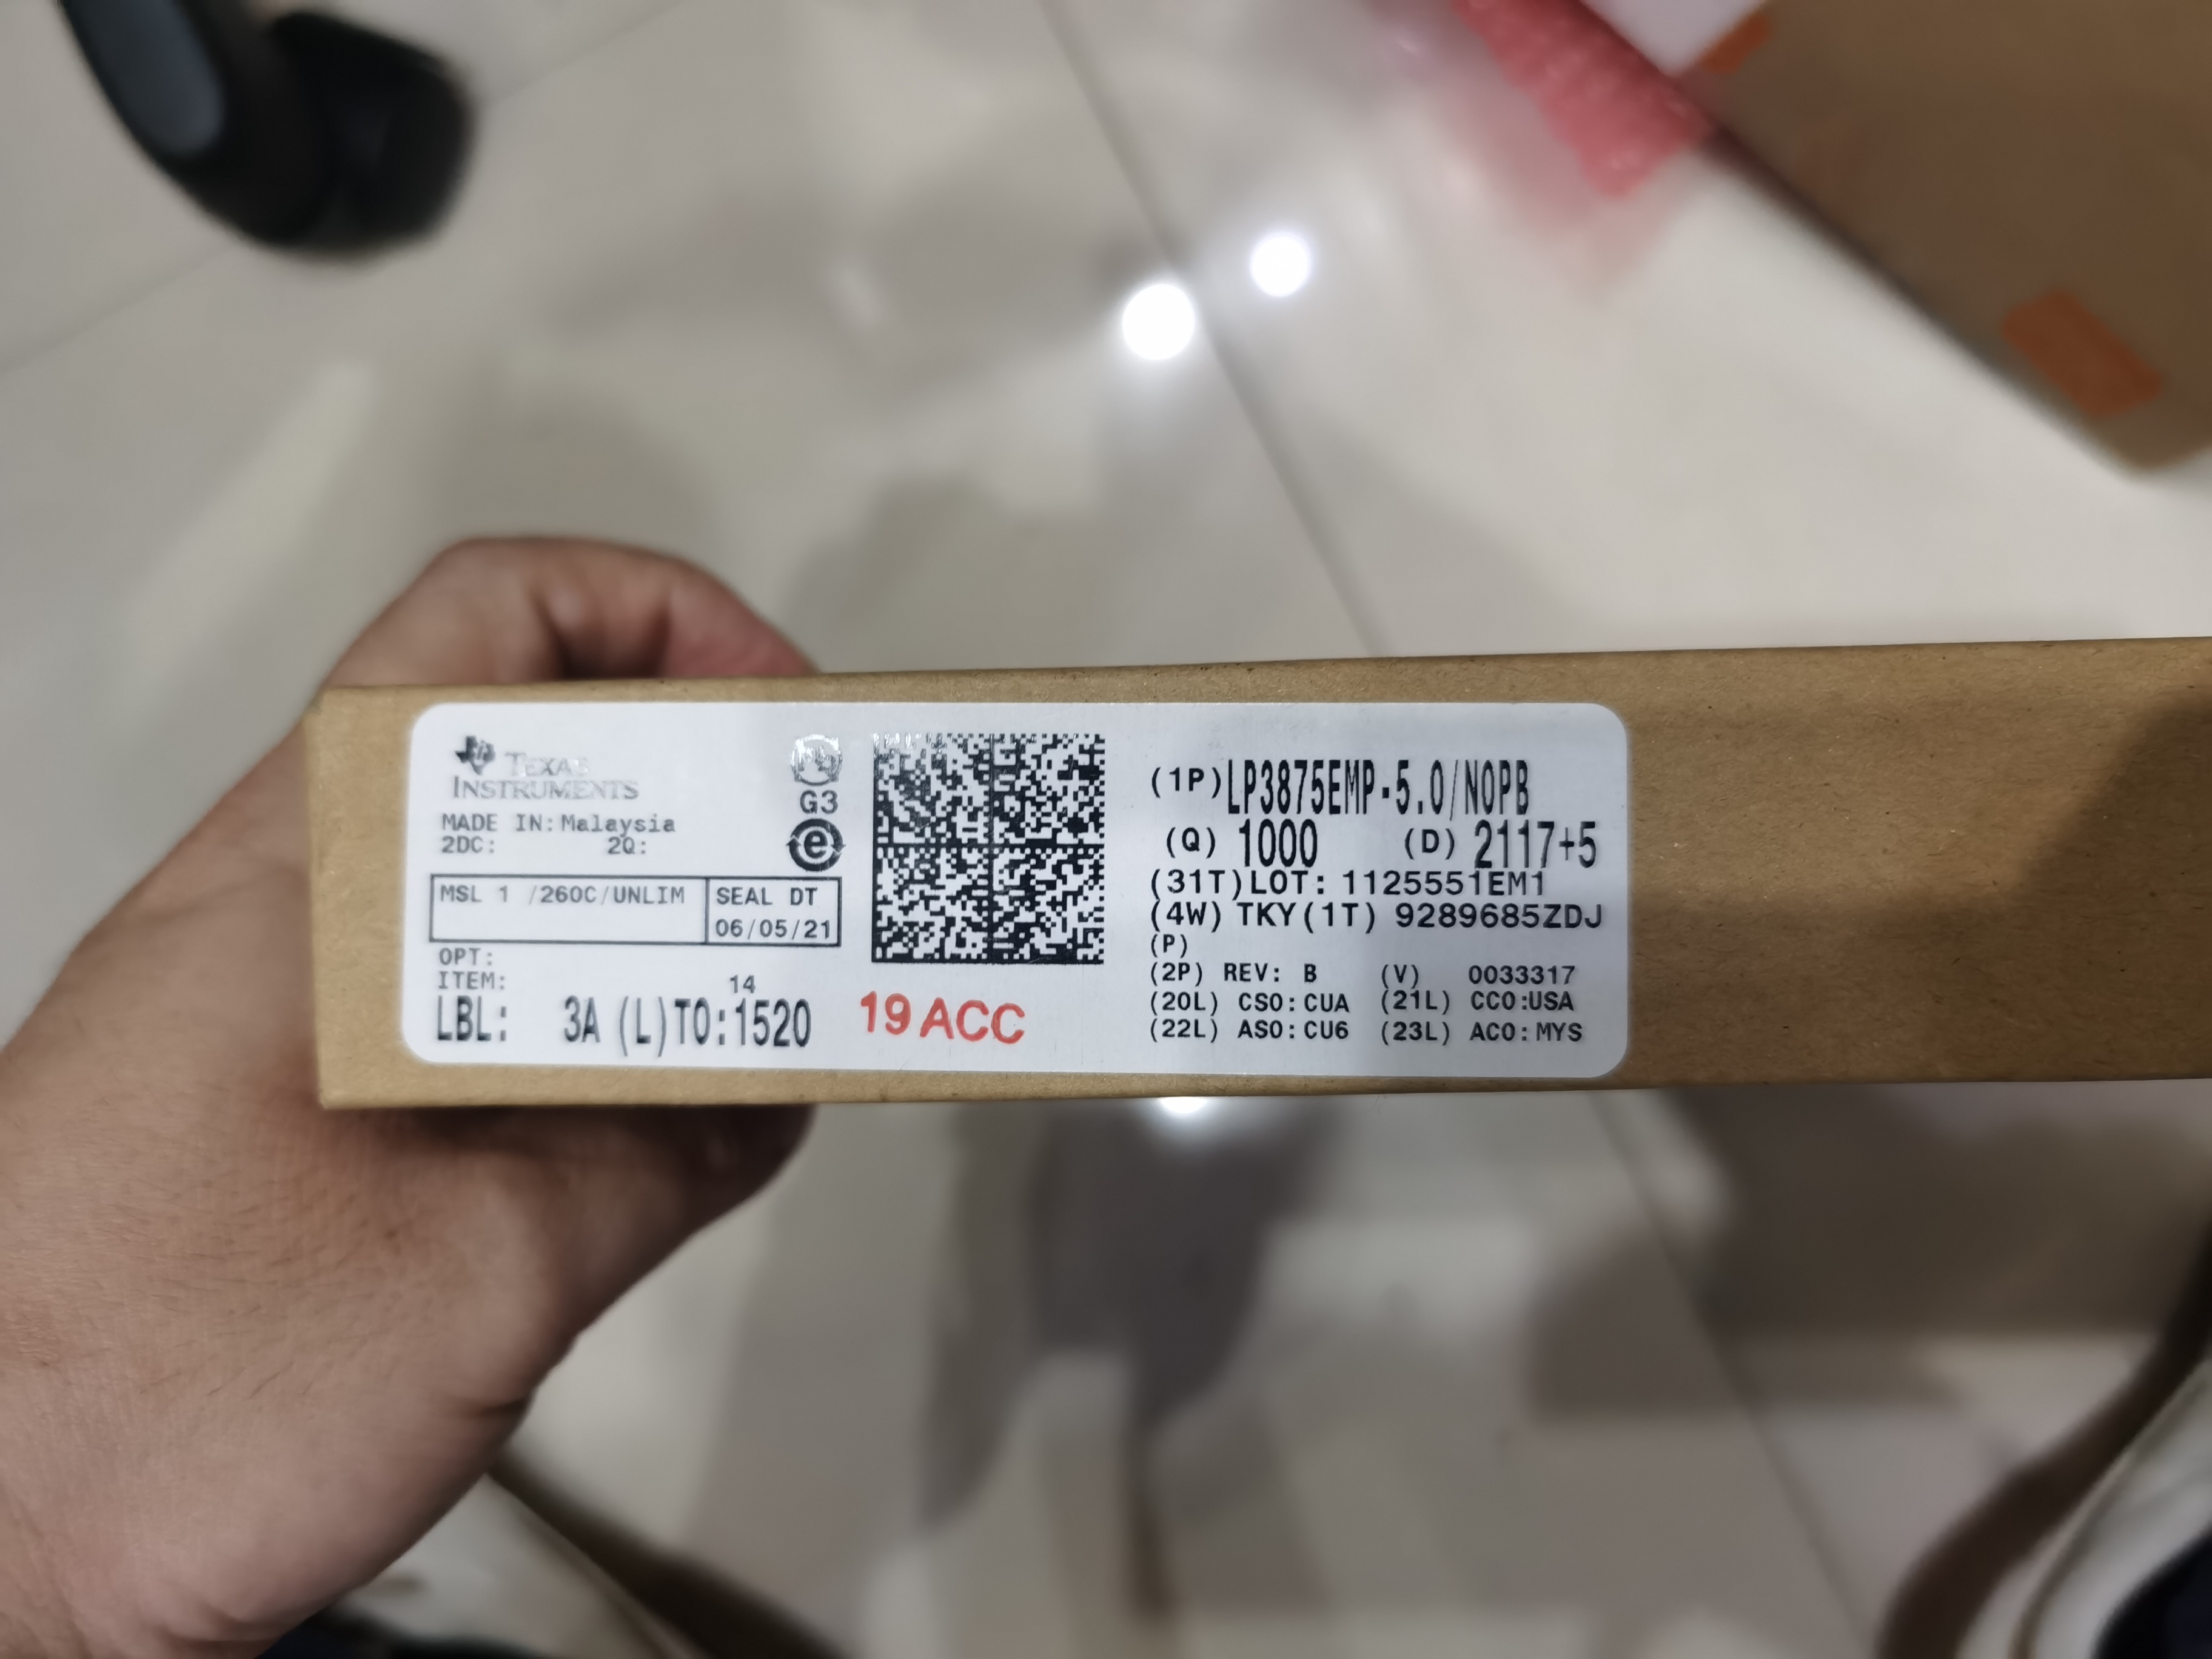 TEXAS
INSTRUMENTS
MADE IN: Malaysia
2DC: 2Q:
MSL 1 /260C/UNLIM
SEAL DT
06/05/21
OPT:
ITEM: 14
LBL: 3A (L)TO:1520
Pb
G3
e
19 ACC
(1P)LP3875EMP-5.0/NOPB
(Q) 1000 (D) 2117+5
(31T)LOT: 1125551EM1
(4W) TKY(1T) 9289685ZDJ
(P)
(2P) REV: B (V) 0033317
(20L) CSO:CUA (21L) CCO:USA
(22L) ASO:CU6 (23L) ACO:MYS